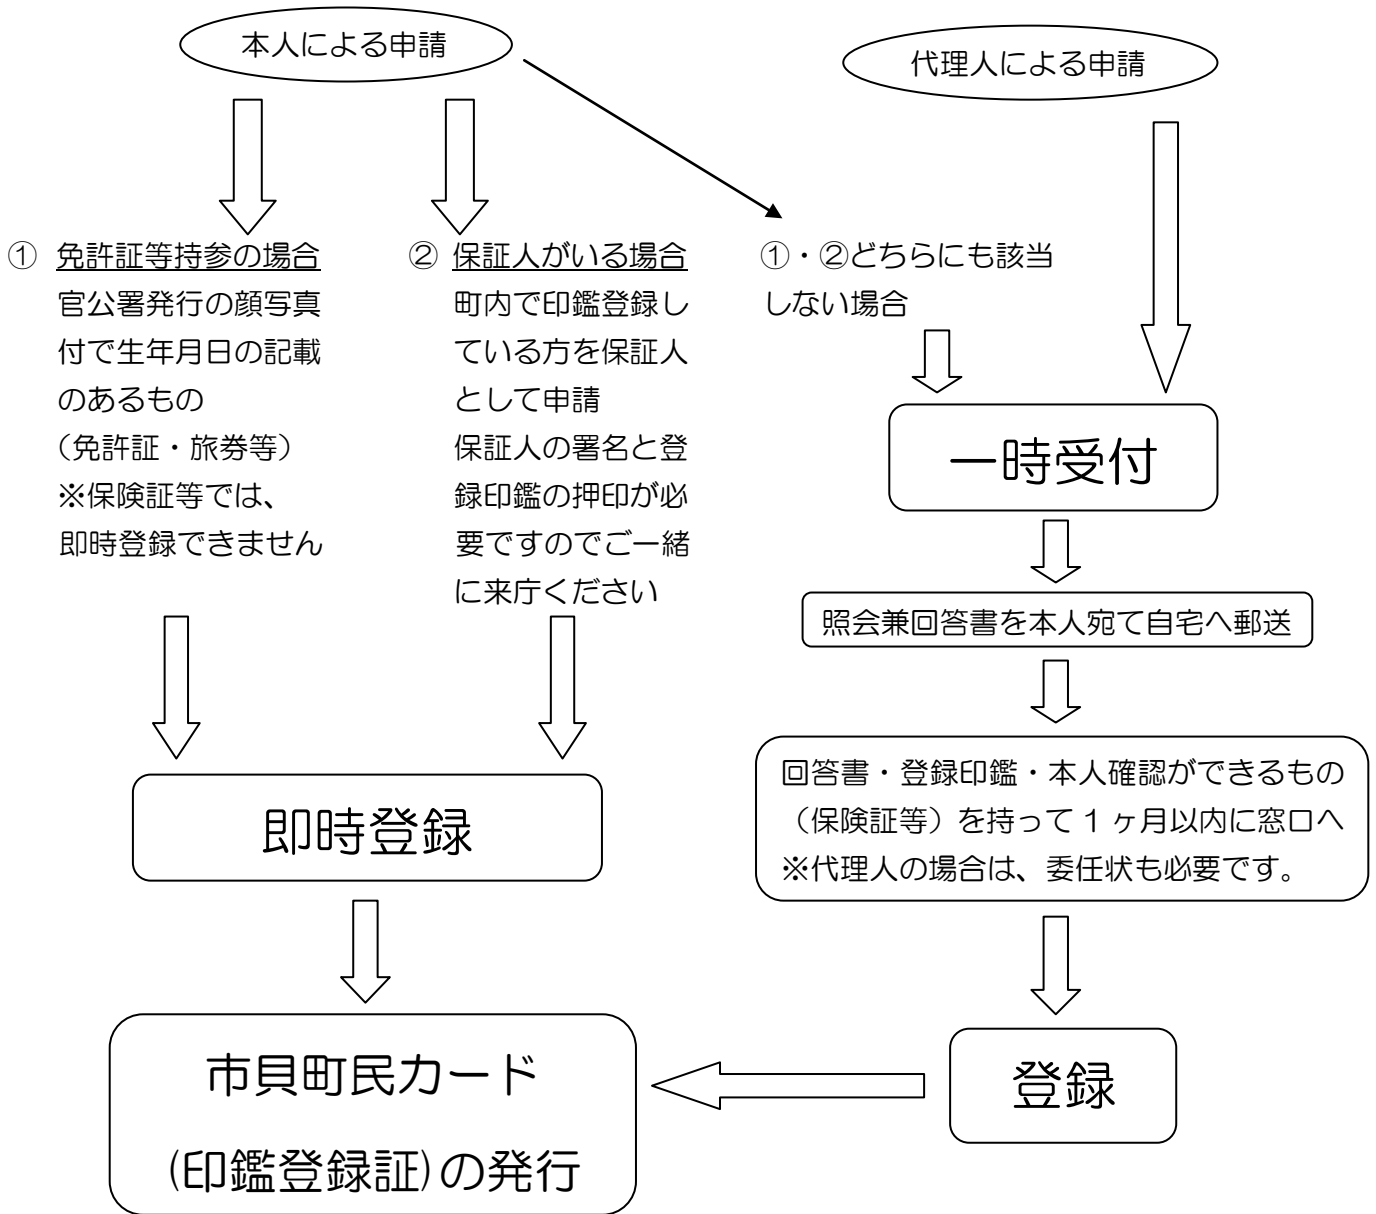 本人による申請
代理人による申請
① 免許証等持参の場合
官公署発行の顔写真
付で生年月日の記載
のあるもの
（免許証・旅券等）
※保険証等では、
即時登録できません
② 保証人がいる場合
町内で印鑑登録し
ている方を保証人
として申請
保証人の署名と登
録印鑑の押印が必
要ですのでご一緒
に来庁ください
①・②どちらにも該当
しない場合
一時受付
照会兼回答書を本人宛て自宅へ郵送
回答書・登録印鑑・本人確認ができるもの
（保険証等）を持って１ヶ月以内に窓口へ
※代理人の場合は、委任状も必要です。
即時登録
登録
市貝町民カード
(印鑑登録証)の発行